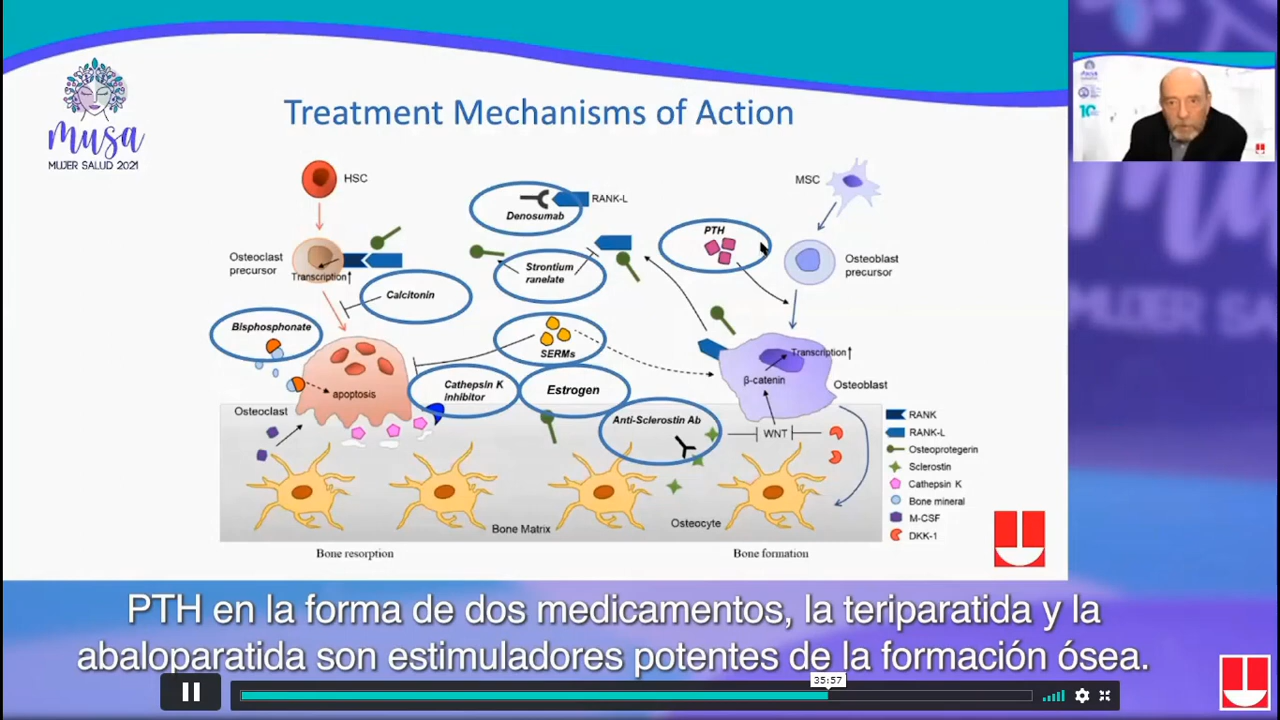 Treatment Mechanisms of Action
musa
MUJER SALUD 2021
HSC
MSC
Denosumab
RANK-L
PTH
Osteoclast
precursor
Transcription↑
Calcitonin
Strontium
ranelate
Osteoblast
precursor
Bisphosphonate
SERMs
Transcription↑
β-catenin
Osteoblast
apoptosis
Cathepsin K
inhibitor
Estrogen
Osteoclast
Anti-Sclerostin Ab
WNT
RANK
RANK-L
Osteoprotegerin
Sclerostin
Cathepsin K
Bone mineral
M-CSF
DKK-1
Bone Matrix
Osteocyte
Bone resorption
Bone formation
MUJER SA
PTH en la forma de dos medicamentos, la teriparatida y la
abaloparatida son estimuladores potentes de la formación ósea.
35:57